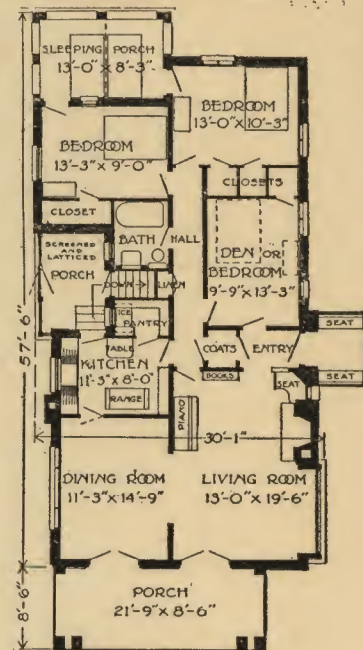 SLEEPING PORCH
13'-0" x 8'-3"
BEDROOM
13'-0" x 10'-3"
BEDROOM
13'-3" x 9'-0"
CLOSETS
CLOSET
SCREENED
AND
LATTICED
PORCH
BATH
HALL
DEN OR
BEDROOM
9'-9" x 13'-3"
DOWN
LINEN
ICE
PANTRY
SEAT
TABLE
KITCHEN
11'-3" x 8'-0"
COATS
ENTRY
BOOKS
SEAT
SEAT
RANGE
PIANO
57'-6"
30'-1"
DINING ROOM
11'-3" x 14'-9"
LIVING ROOM
13'-0" x 19'-6"
PORCH
21'-9" x 8'-6"
8'-6"